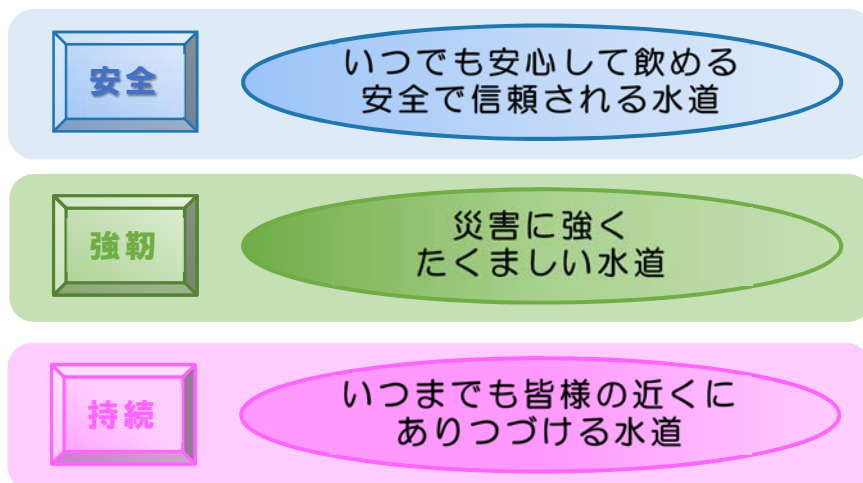 安全
いつでも安心して飲める
安全で信頼される水道
強靭
災害に強く
たくましい水道
持続
いつまでも皆様の近くに
ありつづける水道